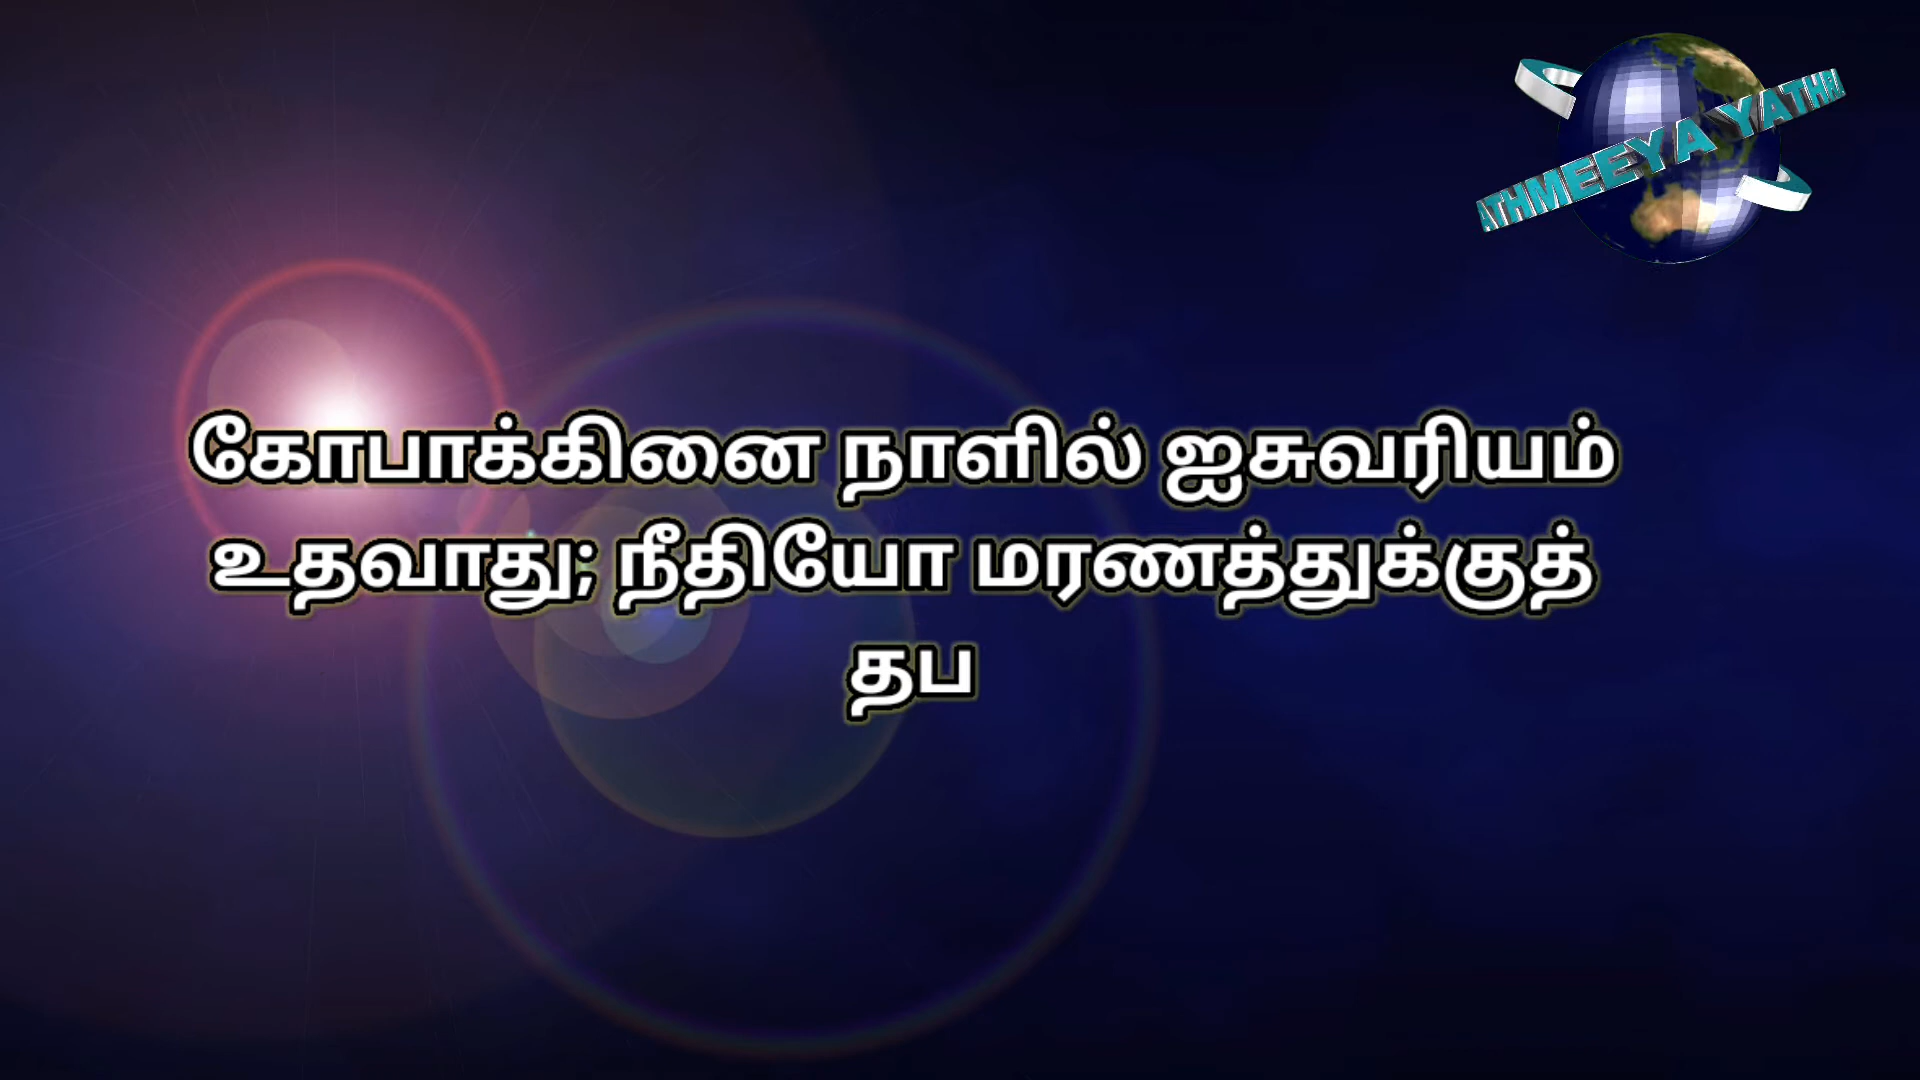 ATHMEEYA YATHRA
கோபாக்கினை நாளில் ஐசுவரியம்
உதவாது; நீதியோ மரணத்துக்குத்
தப